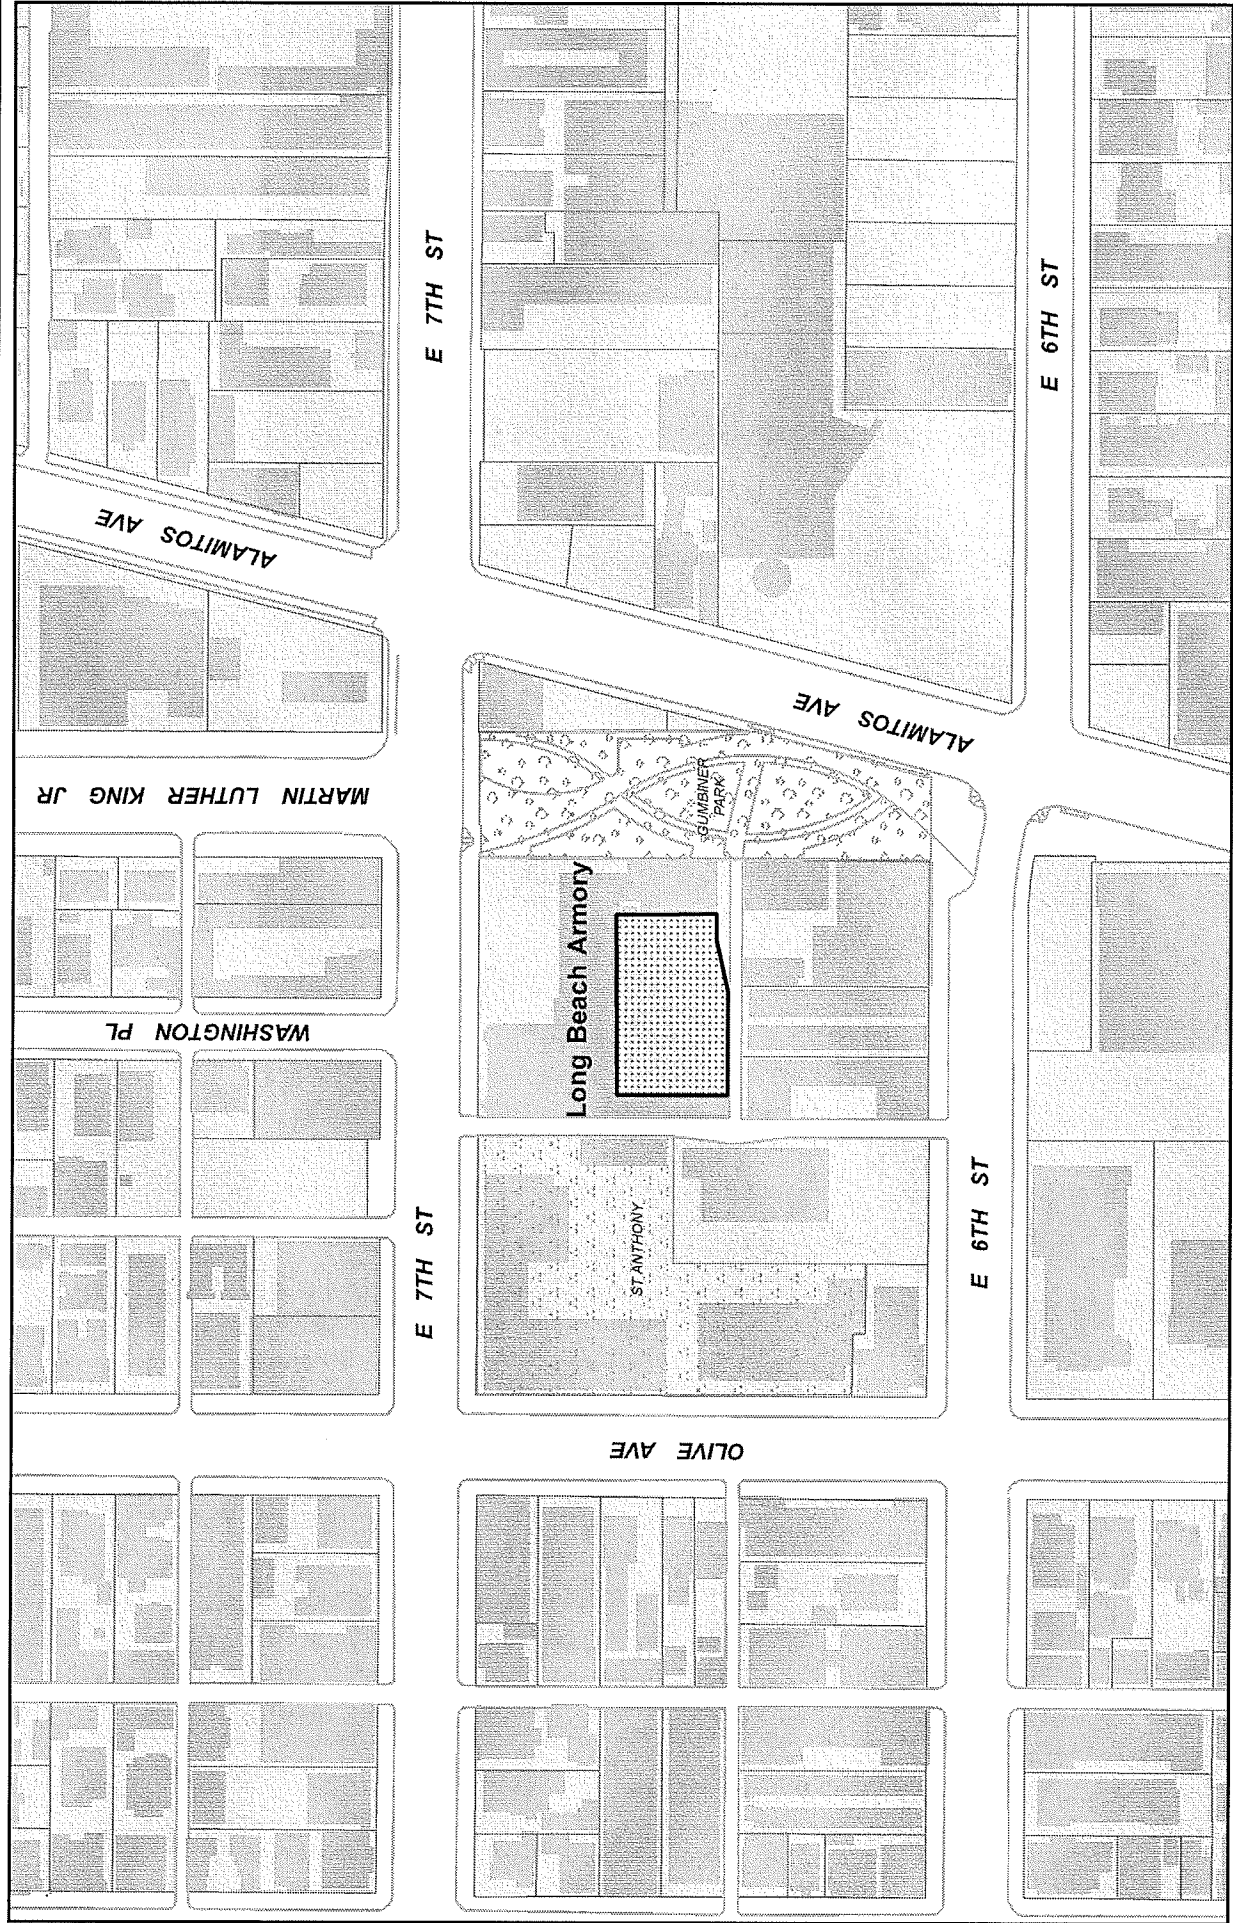 ALAMITOS AVE
E 7TH ST
E 6TH ST
MARTIN LUTHER KING JR
ALAMITOS AVE
GUMBINER
PARK
Long Beach Armory
WASHINGTON PL
E 7TH ST
ST ANTHONY
E 6TH ST
OLIVE AVE